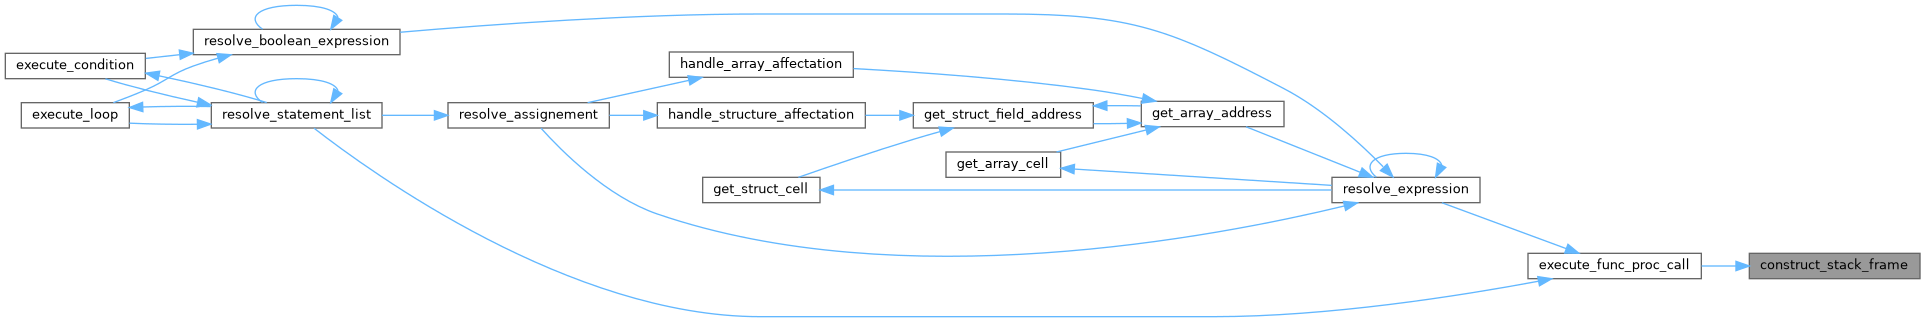 resolve_boolean_expression
execute_condition
handle_array_affectation
execute_loop
resolve_statement_list
resolve_assignement
handle_structure_affectation
get_struct_field_address
get_array_address
get_array_cell
get_struct_cell
resolve_expression
execute_func_proc_call
construct_stack_frame